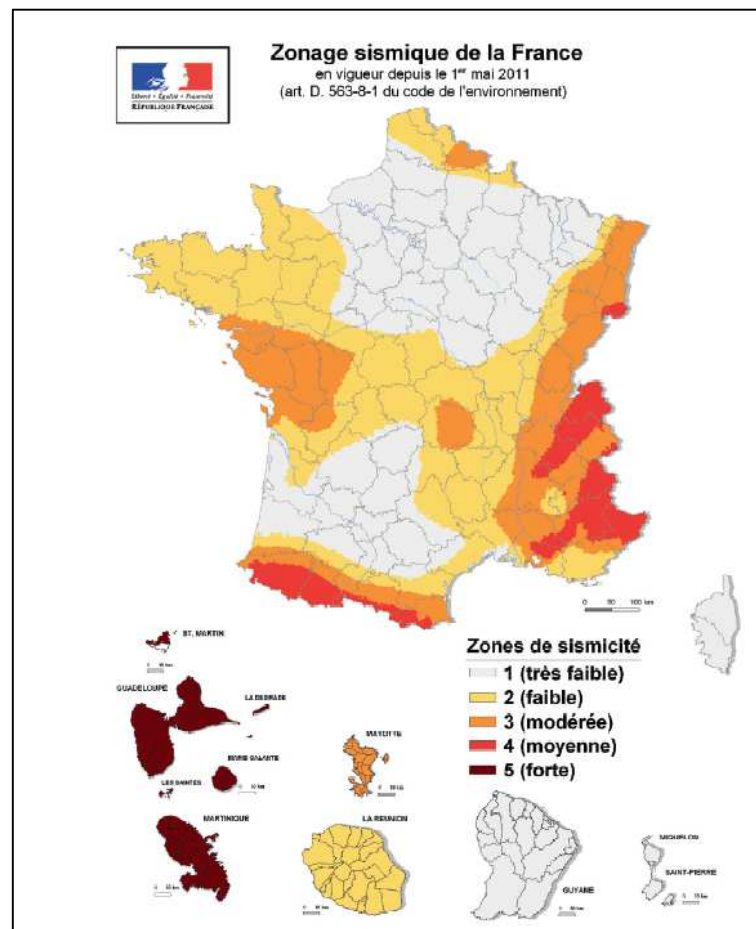 Zonage sismique de la France
en vigueur depuis le 1er mai 2011
(art. D. 563-8-1 du code de l'environnement)
Liberté • Égalité • Fraternité
RÉPUBLIQUE FRANÇAISE
0 50 100 km
ST. MARTIN
GUADELOUPE
LA DESIRADE
MARIE GALANTE
LES SAINTES
MARTINIQUE
MAYOTTE
LA REUNION
Zones de sismicité
1 (très faible)
2 (faible)
3 (modérée)
4 (moyenne)
5 (forte)
GUYANE
MIQUELON
SAINT-PIERRE